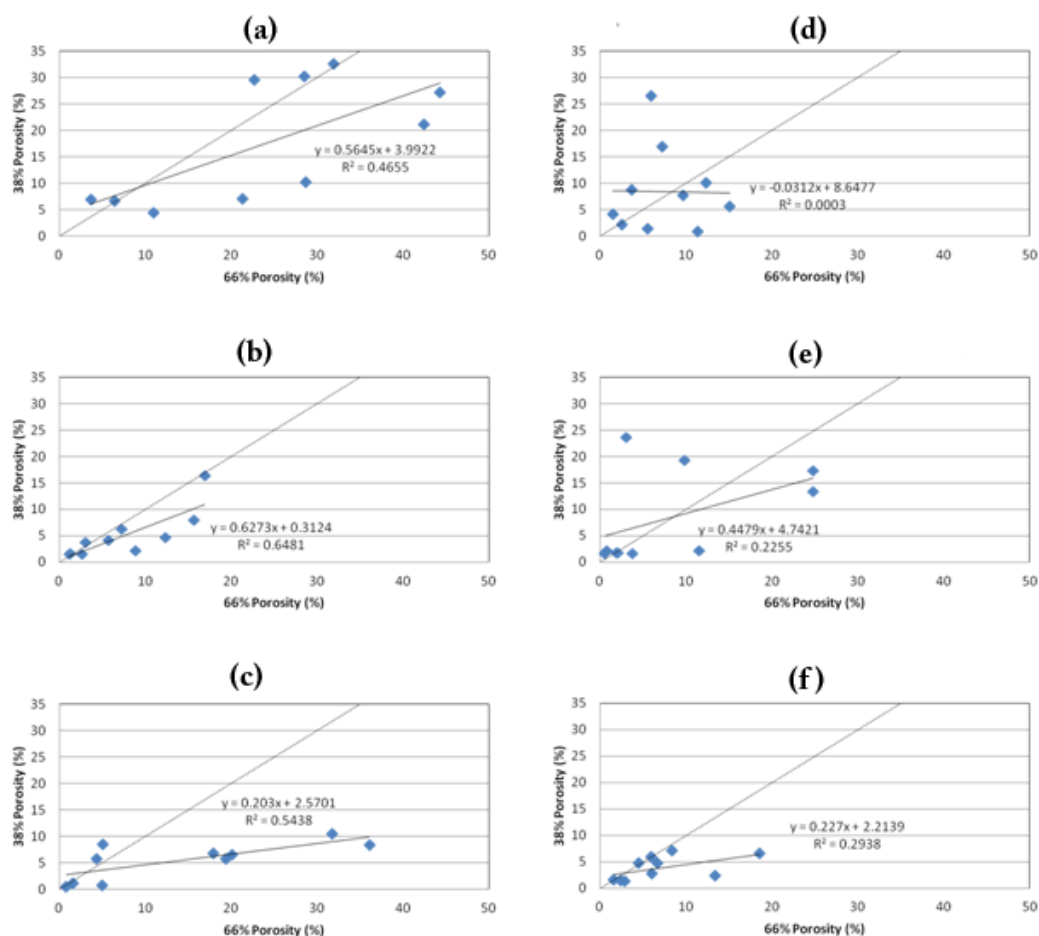 (a)
35
30
25
20
15
10
5
0
38% Porosity (%)
y = 0.5645x + 3.9922
R² = 0.4655
0 10 20 30 40 50
66% Porosity (%)
(d)
35
30
25
20
15
10
5
0
38% Porosity (%)
y = -0.0312x + 8.6477
R² = 0.0003
0 10 20 30 40 50
66% Porosity (%)
(b)
35
30
25
20
15
10
5
0
38% Porosity (%)
y = 0.6273x + 0.3124
R² = 0.6481
0 10 20 30 40 50
66% Porosity (%)
(e)
35
30
25
20
15
10
5
0
38% Porosity (%)
y = 0.4479x + 4.7421
R² = 0.2255
0 10 20 30 40 50
66% Porosity (%)
(c)
35
30
25
20
15
10
5
0
38% Porosity (%)
y = 0.203x + 2.5701
R² = 0.5438
0 10 20 30 40 50
66% Porosity (%)
(f)
35
30
25
20
15
10
5
0
38% Porosity (%)
y = 0.227x + 2.2139
R² = 0.2938
0 10 20 30 40 50
66% Porosity (%)